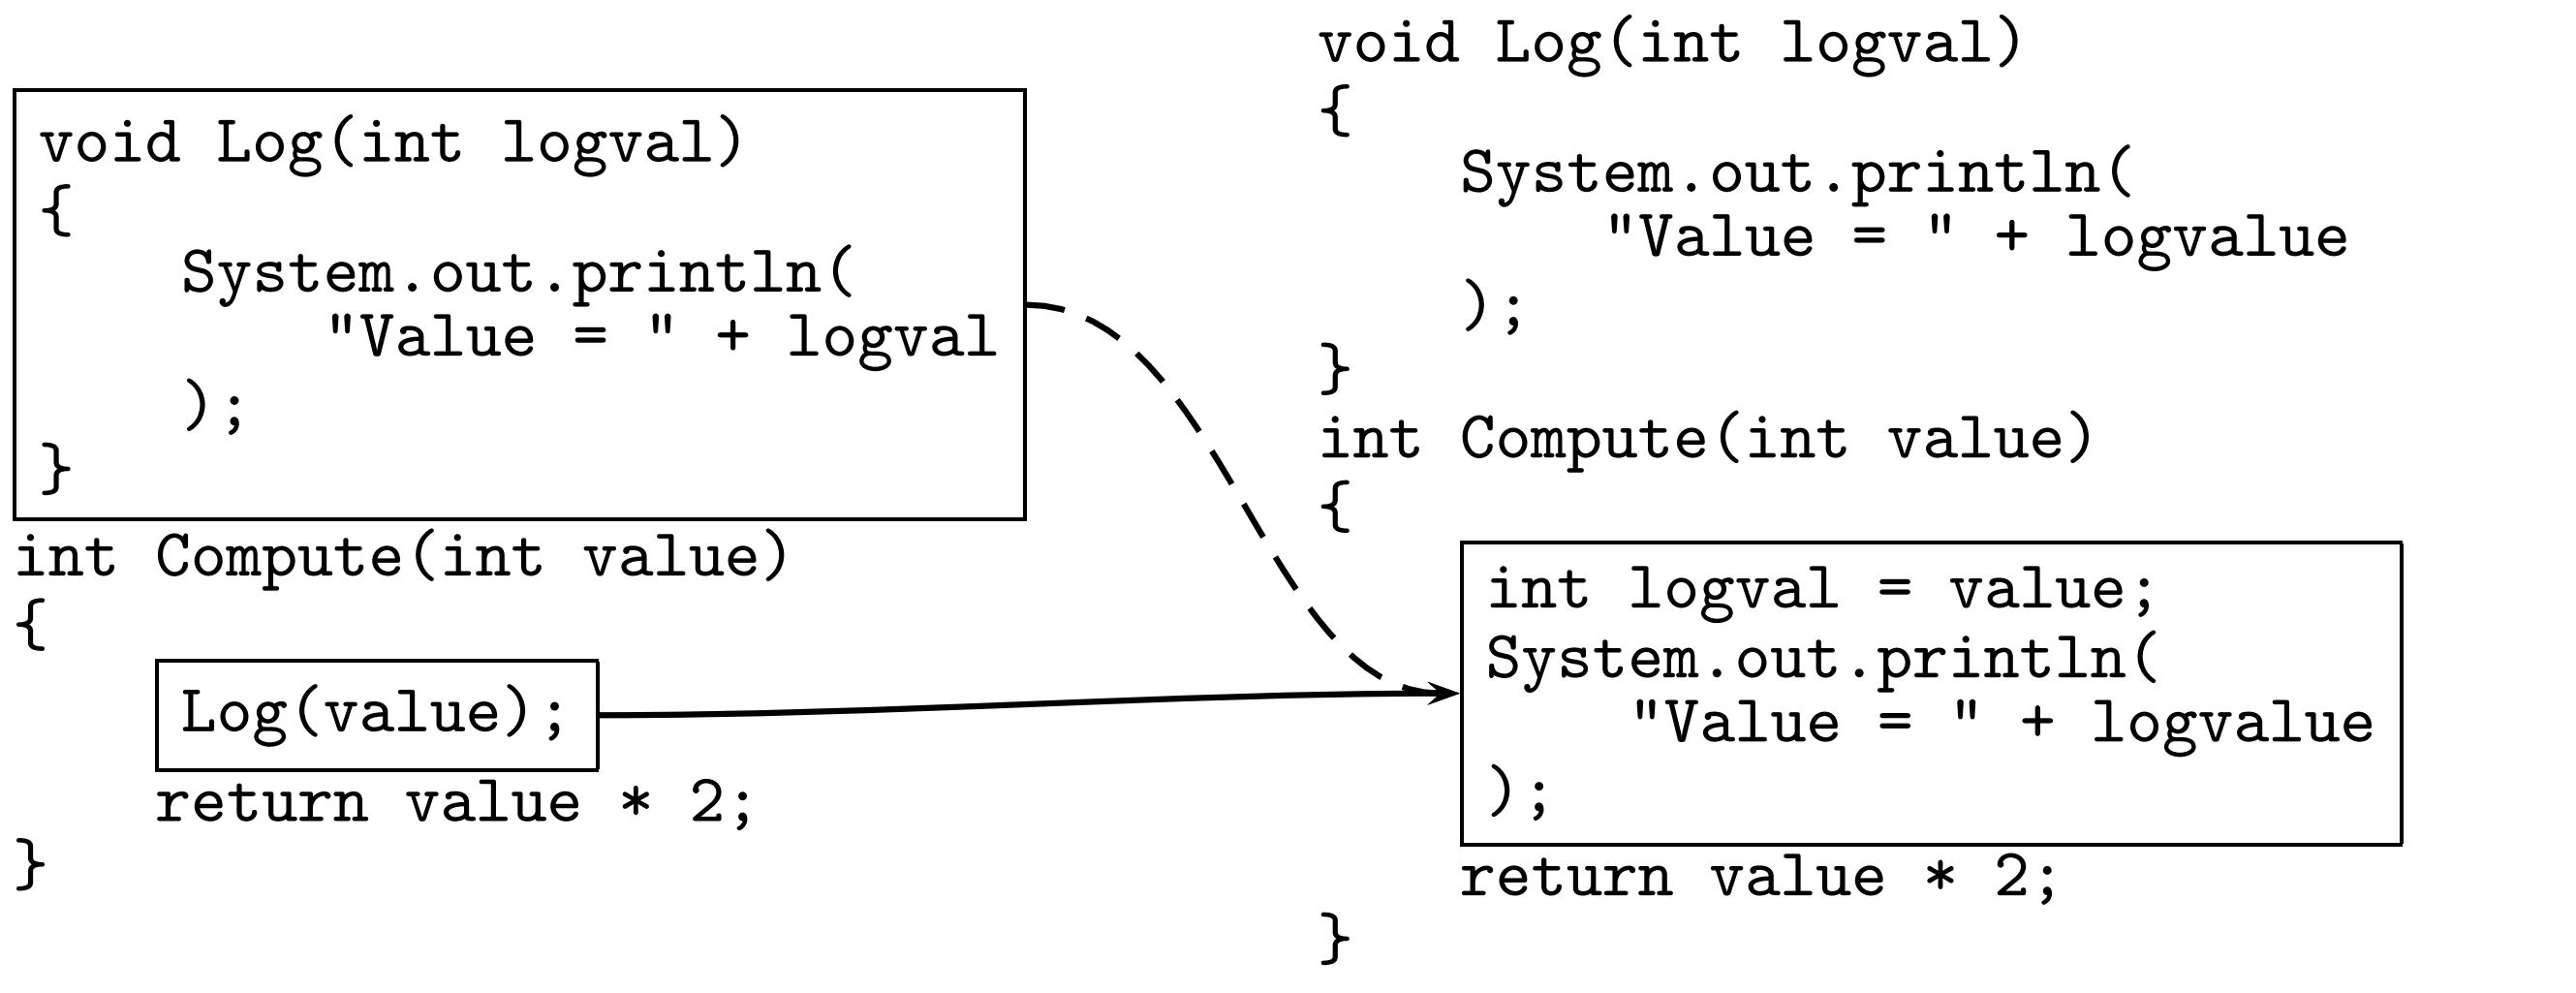 void Log(int logval)
{
    System.out.println(
        "Value = " + logval
    );
}
int Compute(int value)
{
    Log(value);
    return value * 2;
}
void Log(int logval)
{
    System.out.println(
        "Value = " + logvalue
    );
}
int Compute(int value)
{
    int logval = value;
    System.out.println(
        "Value = " + logvalue
    );
    return value * 2;
}